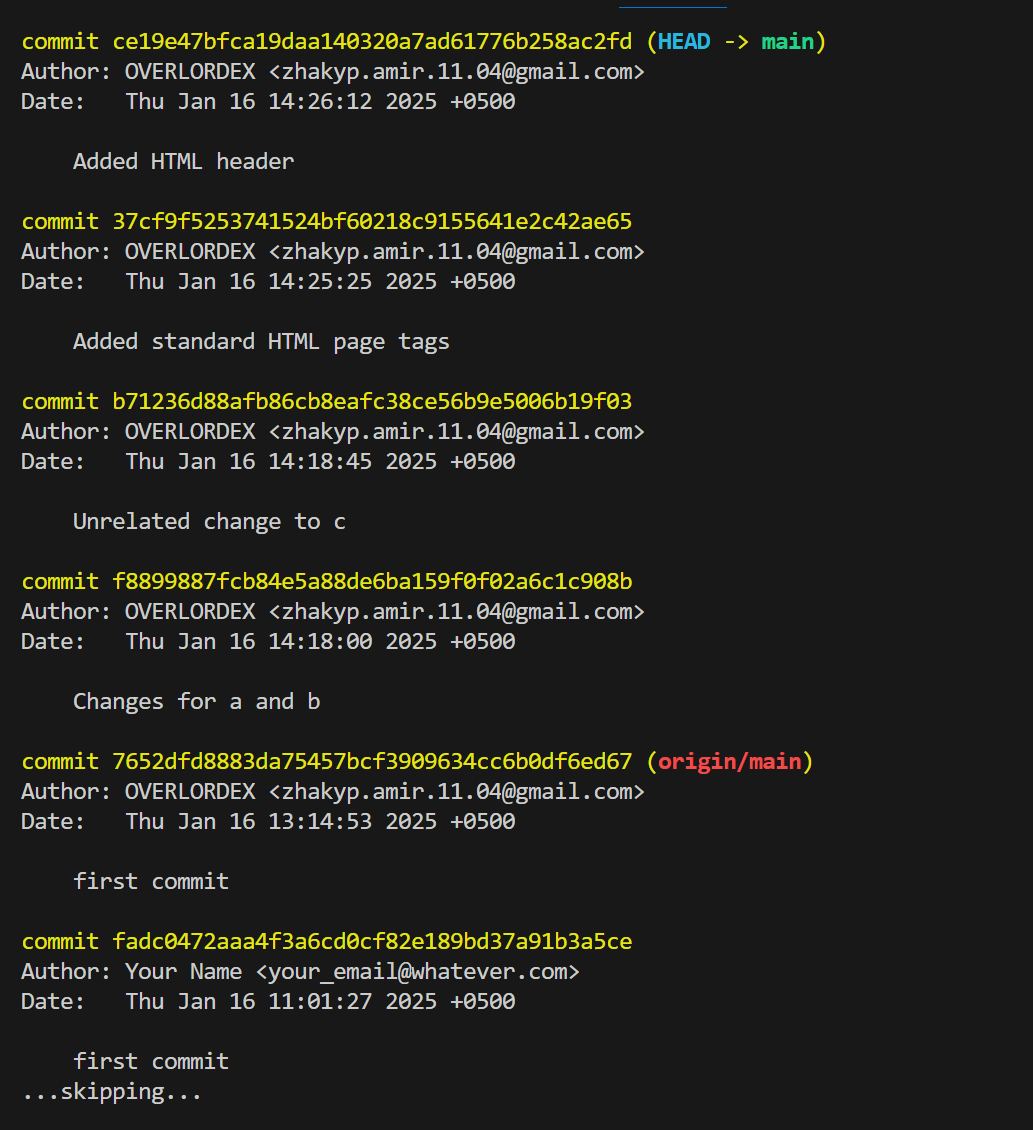 commit ce19e47bfca19daa140320a7ad61776b258ac2fd (HEAD -> main)
Author: OVERLORDEX <zhakyp.amir.11.04@gmail.com>
Date:   Thu Jan 16 14:26:12 2025 +0500
    Added HTML header
commit 37cf9f5253741524bf60218c9155641e2c42ae65
Author: OVERLORDEX <zhakyp.amir.11.04@gmail.com>
Date:   Thu Jan 16 14:25:25 2025 +0500
    Added standard HTML page tags
commit b71236d88afb86cb8eafc38ce56b9e5006b19f03
Author: OVERLORDEX <zhakyp.amir.11.04@gmail.com>
Date:   Thu Jan 16 14:18:45 2025 +0500
    Unrelated change to c
commit f8899887fcb84e5a88de6ba159f0f02a6c1c908b
Author: OVERLORDEX <zhakyp.amir.11.04@gmail.com>
Date:   Thu Jan 16 14:18:00 2025 +0500
    Changes for a and b
commit 7652dfd8883da75457bcf3909634cc6b0df6ed67 (origin/main)
Author: OVERLORDEX <zhakyp.amir.11.04@gmail.com>
Date:   Thu Jan 16 13:14:53 2025 +0500
    first commit
commit fadc0472aaa4f3a6cd0cf82e189bd37a91b3a5ce
Author: Your Name <your_email@whatever.com>
Date:   Thu Jan 16 11:01:27 2025 +0500
    first commit
...skipping...